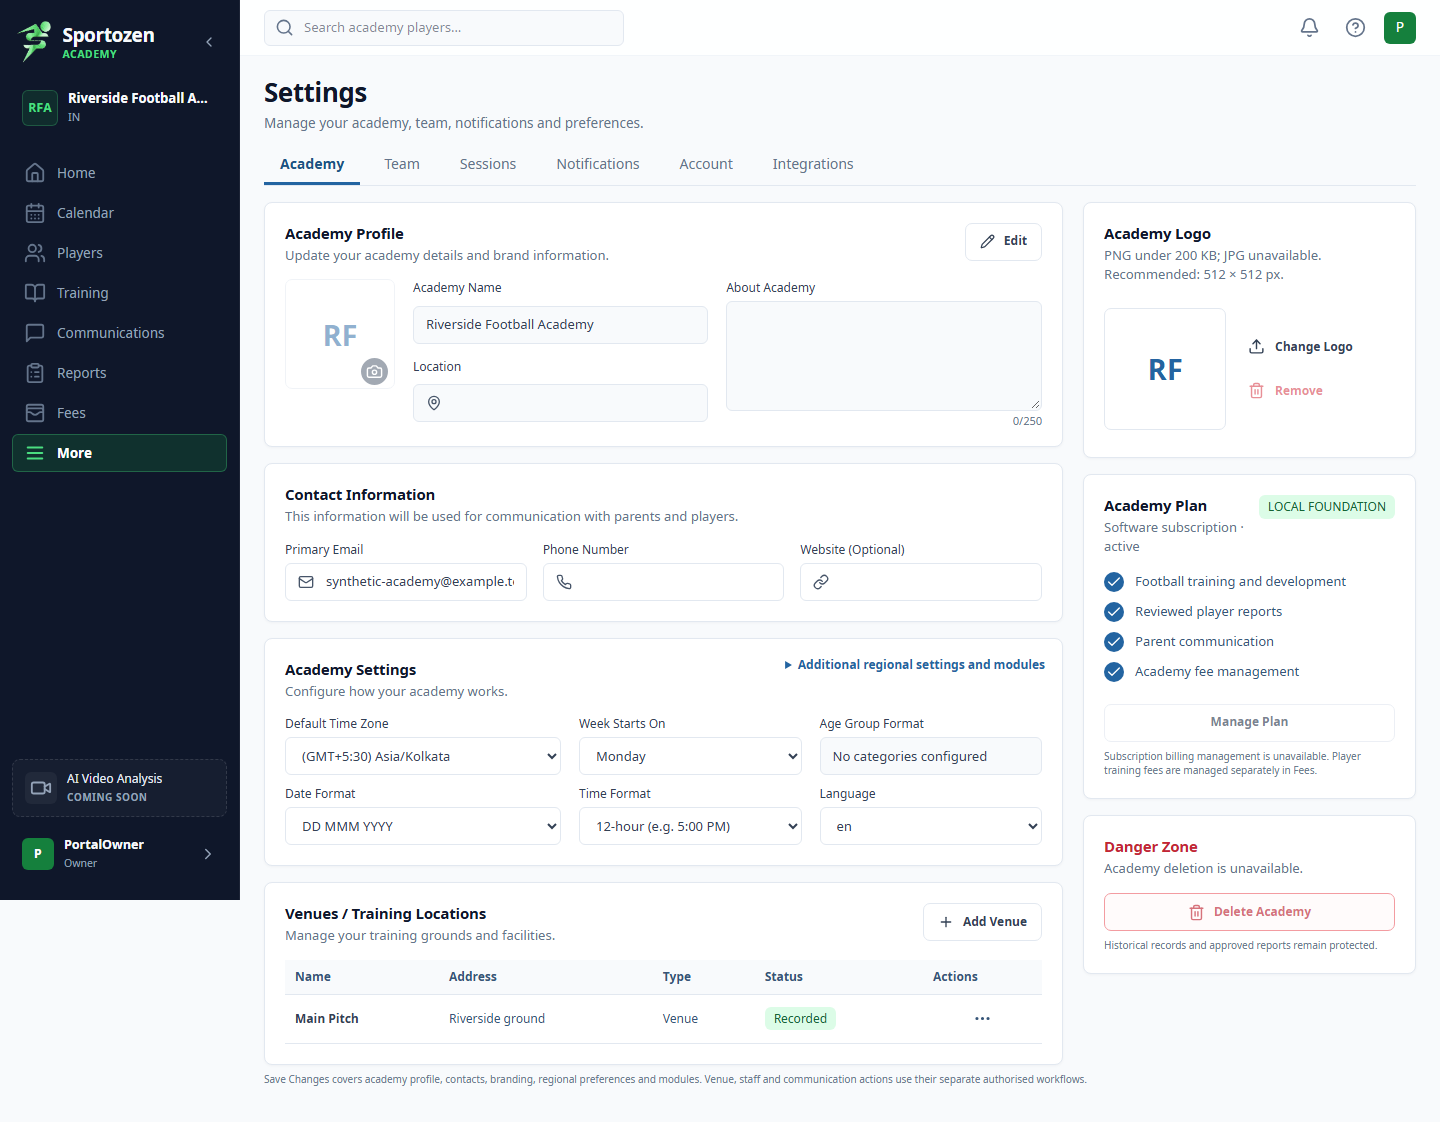 Sportozen
ACADEMY
RFA
Riverside Football A...
IN
Home
Calendar
Players
Training
Communications
Reports
Fees
More
AI Video Analysis
COMING SOON
P
PortalOwner
Owner
Search academy players...
P
Settings
Manage your academy, team, notifications and preferences.
Academy
Team
Sessions
Notifications
Account
Integrations
Academy Profile
Update your academy details and brand information.
Edit
RF
Academy Name
Riverside Football Academy
Location
About Academy
0/250
Contact Information
This information will be used for communication with parents and players.
Primary Email
synthetic-academy@example.t
Phone Number
Website (Optional)
Academy Settings
Configure how your academy works.
Additional regional settings and modules
Default Time Zone
(GMT+5:30) Asia/Kolkata
Week Starts On
Monday
Age Group Format
No categories configured
Date Format
DD MMM YYYY
Time Format
12-hour (e.g. 5:00 PM)
Language
en
Venues / Training Locations
Manage your training grounds and facilities.
Add Venue
Name Address Type Status Actions
Main Pitch Riverside ground Venue Recorded
Save Changes covers academy profile, contacts, branding, regional preferences and modules. Venue, staff and communication actions use their separate authorised workflows.
Academy Logo
PNG under 200 KB; JPG unavailable.
Recommended: 512 × 512 px.
RF
Change Logo
Remove
Academy Plan
LOCAL FOUNDATION
Software subscription ·
active
Football training and development
Reviewed player reports
Parent communication
Academy fee management
Manage Plan
Subscription billing management is unavailable. Player
training fees are managed separately in Fees.
Danger Zone
Academy deletion is unavailable.
Delete Academy
Historical records and approved reports remain protected.